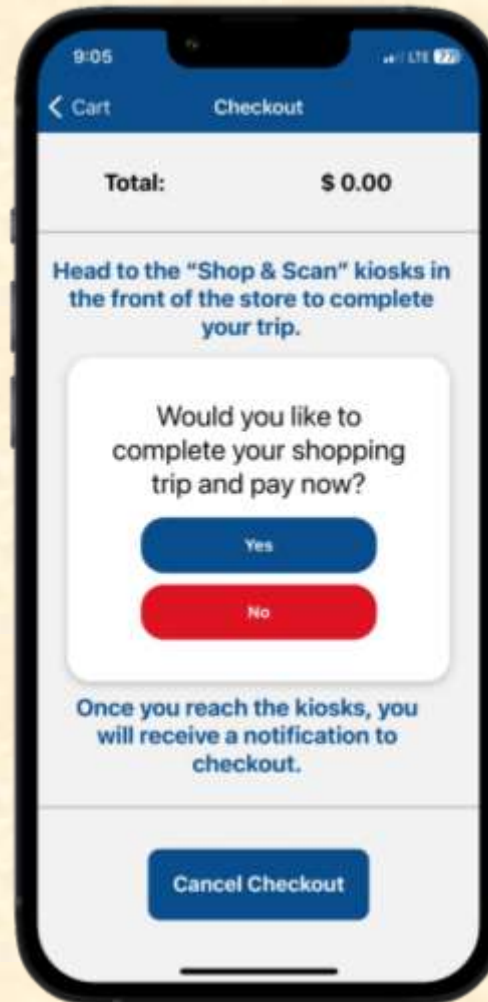 9:05
LTE 77
Cart Checkout
Total: $ 0.00
Head to the “Shop & Scan” kiosks in
the front of the store to complete
your trip.
Would you like to
complete your shopping
trip and pay now?
Yes
No
Once you reach the kiosks, you
will receive a notification to
checkout.
Cancel Checkout